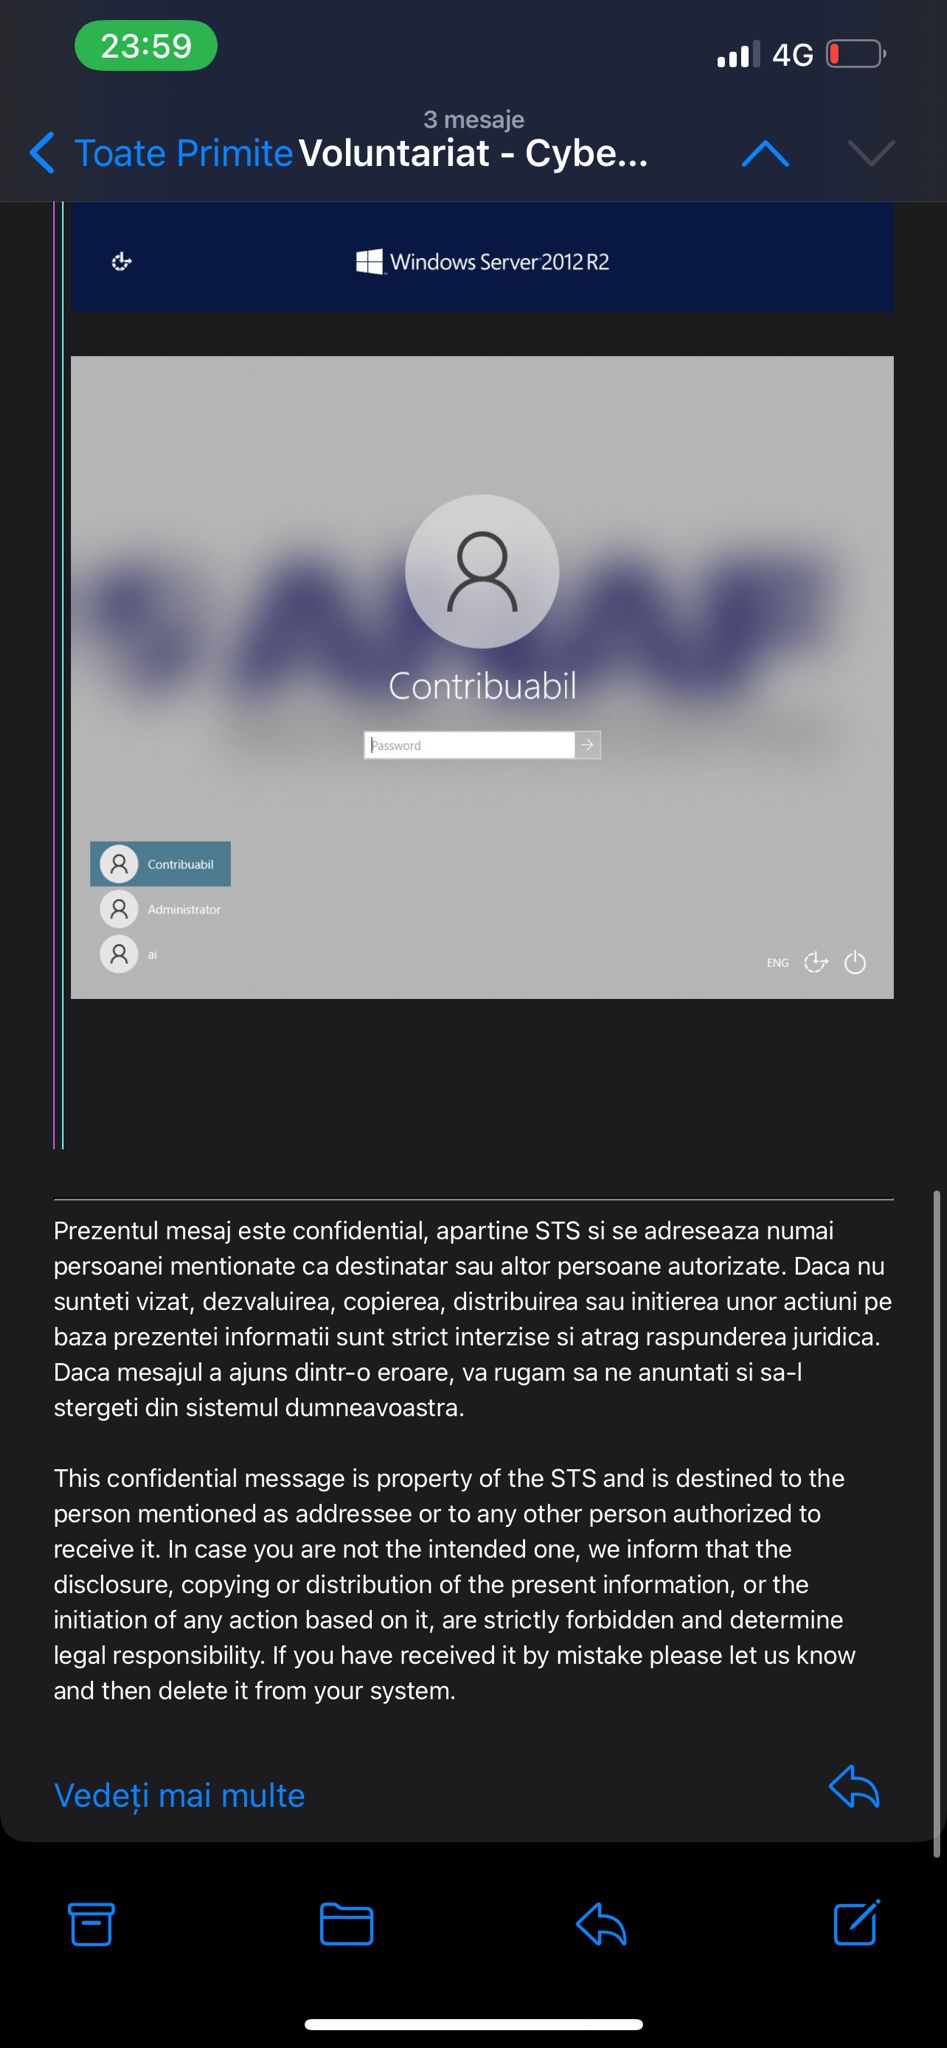 23:59
4G
3 mesaje
Toate Primite
Voluntariat - Cybe...
Windows Server 2012 R2
Contribuabil
Password
Contribuabil
Administrator
ai
ENG
Prezentul mesaj este confidential, apartine STS si se adreseaza numai
persoanei mentionate ca destinatar sau altor persoane autorizate. Daca nu
sunteti vizat, dezvaluirea, copierea, distribuirea sau initierea unor actiuni pe
baza prezentei informatii sunt strict interzise si atrag raspunderea juridica.
Daca mesajul a ajuns dintr-o eroare, va rugam sa ne anuntati si sa-l
stergeti din sistemul dumneavoastra.
This confidential message is property of the STS and is destined to the
person mentioned as addressee or to any other person authorized to
receive it. In case you are not the intended one, we inform that the
disclosure, copying or distribution of the present information, or the
initiation of any action based on it, are strictly forbidden and determine
legal responsibility. If you have received it by mistake please let us know
and then delete it from your system.
Vedeți mai multe